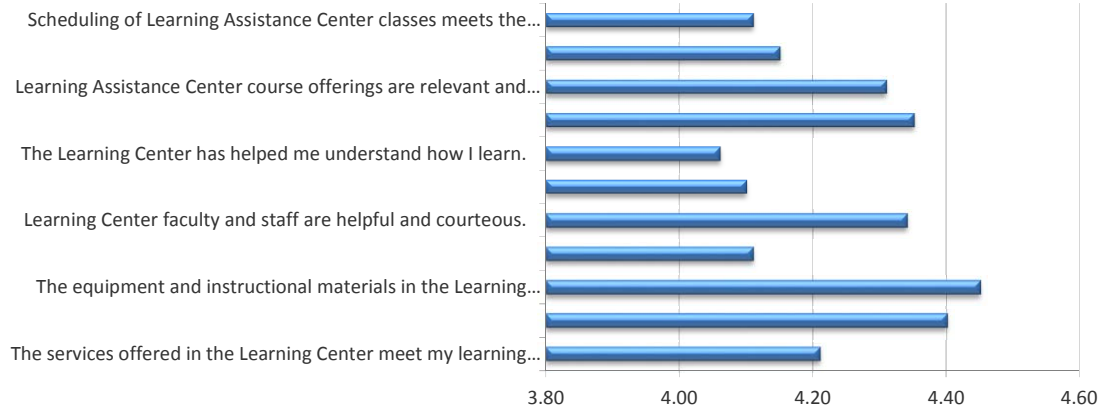 Scheduling of Learning Assistance Center classes meets the...
Learning Assistance Center course offerings are relevant and...
The Learning Center has helped me understand how I learn.
Learning Center faculty and staff are helpful and courteous.
The equipment and instructional materials in the Learning...
The services offered in the Learning Center meet my learning...
3.80 4.00 4.20 4.40 4.60